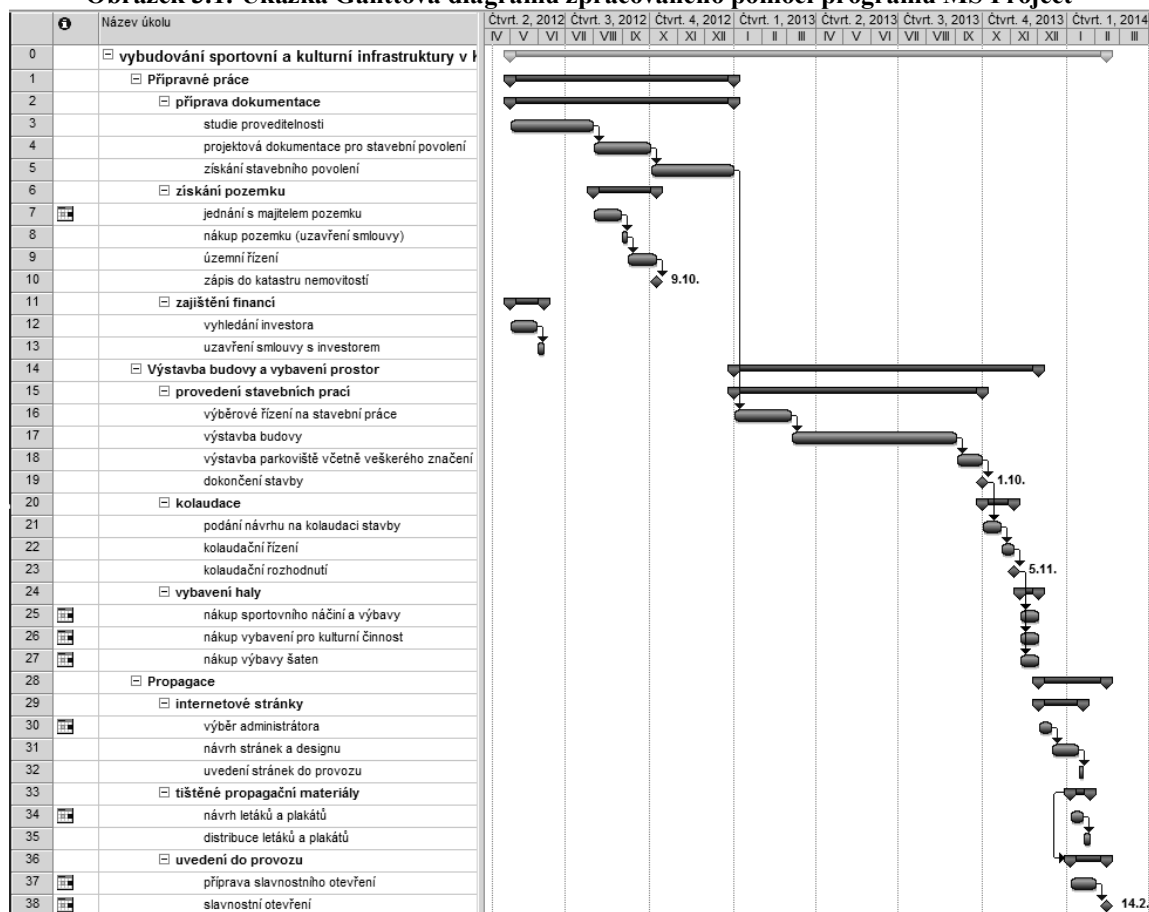 Obrázek 3.1: Ukázka Ganttova diagramu zpracovaného pomocí programu MS Project
Název úkolu Čtvrt. 2, 2012 Čtvrt. 3, 2012 Čtvrt. 4, 2012 Čtvrt. 1, 2013 Čtvrt. 2, 2013 Čtvrt. 3, 2013 Čtvrt. 4, 2013 Čtvrt. 1, 2014
IV V VI VII VIII IX X XI XII I II III IV V VI VII VIII IX X XI XII I II III
0 vybudování sportovní a kulturní infrastruktury v
1 Přípravné práce
2 příprava dokumentace
3 studie proveditelnosti
4 projektová dokumentace pro stavební povolení
5 získání stavebního povolení
6 získání pozemku
7 jednání s majitelem pozemku
8 nákup pozemku (uzavření smlouvy)
9 územní řízení
10 zápis do katastru nemovitostí 9.10.
11 zajištění financí
12 vyhledání investora
13 uzavření smlouvy s investorem
14 Výstavba budovy a vybavení prostor
15 provedení stavebních prací
16 výběrové řízení na stavební práce
17 výstavba budovy
18 výstavba parkoviště včetně veškerého značení
19 dokončení stavby 1.10.
20 kolaudace
21 podání návrhu na kolaudaci stavby
22 kolaudační řízení
23 kolaudační rozhodnutí 5.11.
24 vybavení haly
25 nákup sportovního náčiní a výbavy
26 nákup vybavení pro kulturní činnost
27 nákup výbavy šaten
28 Propagace
29 internetové stránky
30 výběr administrátora
31 návrh stránek a designu
32 uvedení stránek do provozu
33 tištěné propagační materiály
34 návrh letáků a plakátů
35 distribuce letáků a plakátů
36 uvedení do provozu
37 příprava slavnostního otevření
38 slavnostní otevření 14.2.